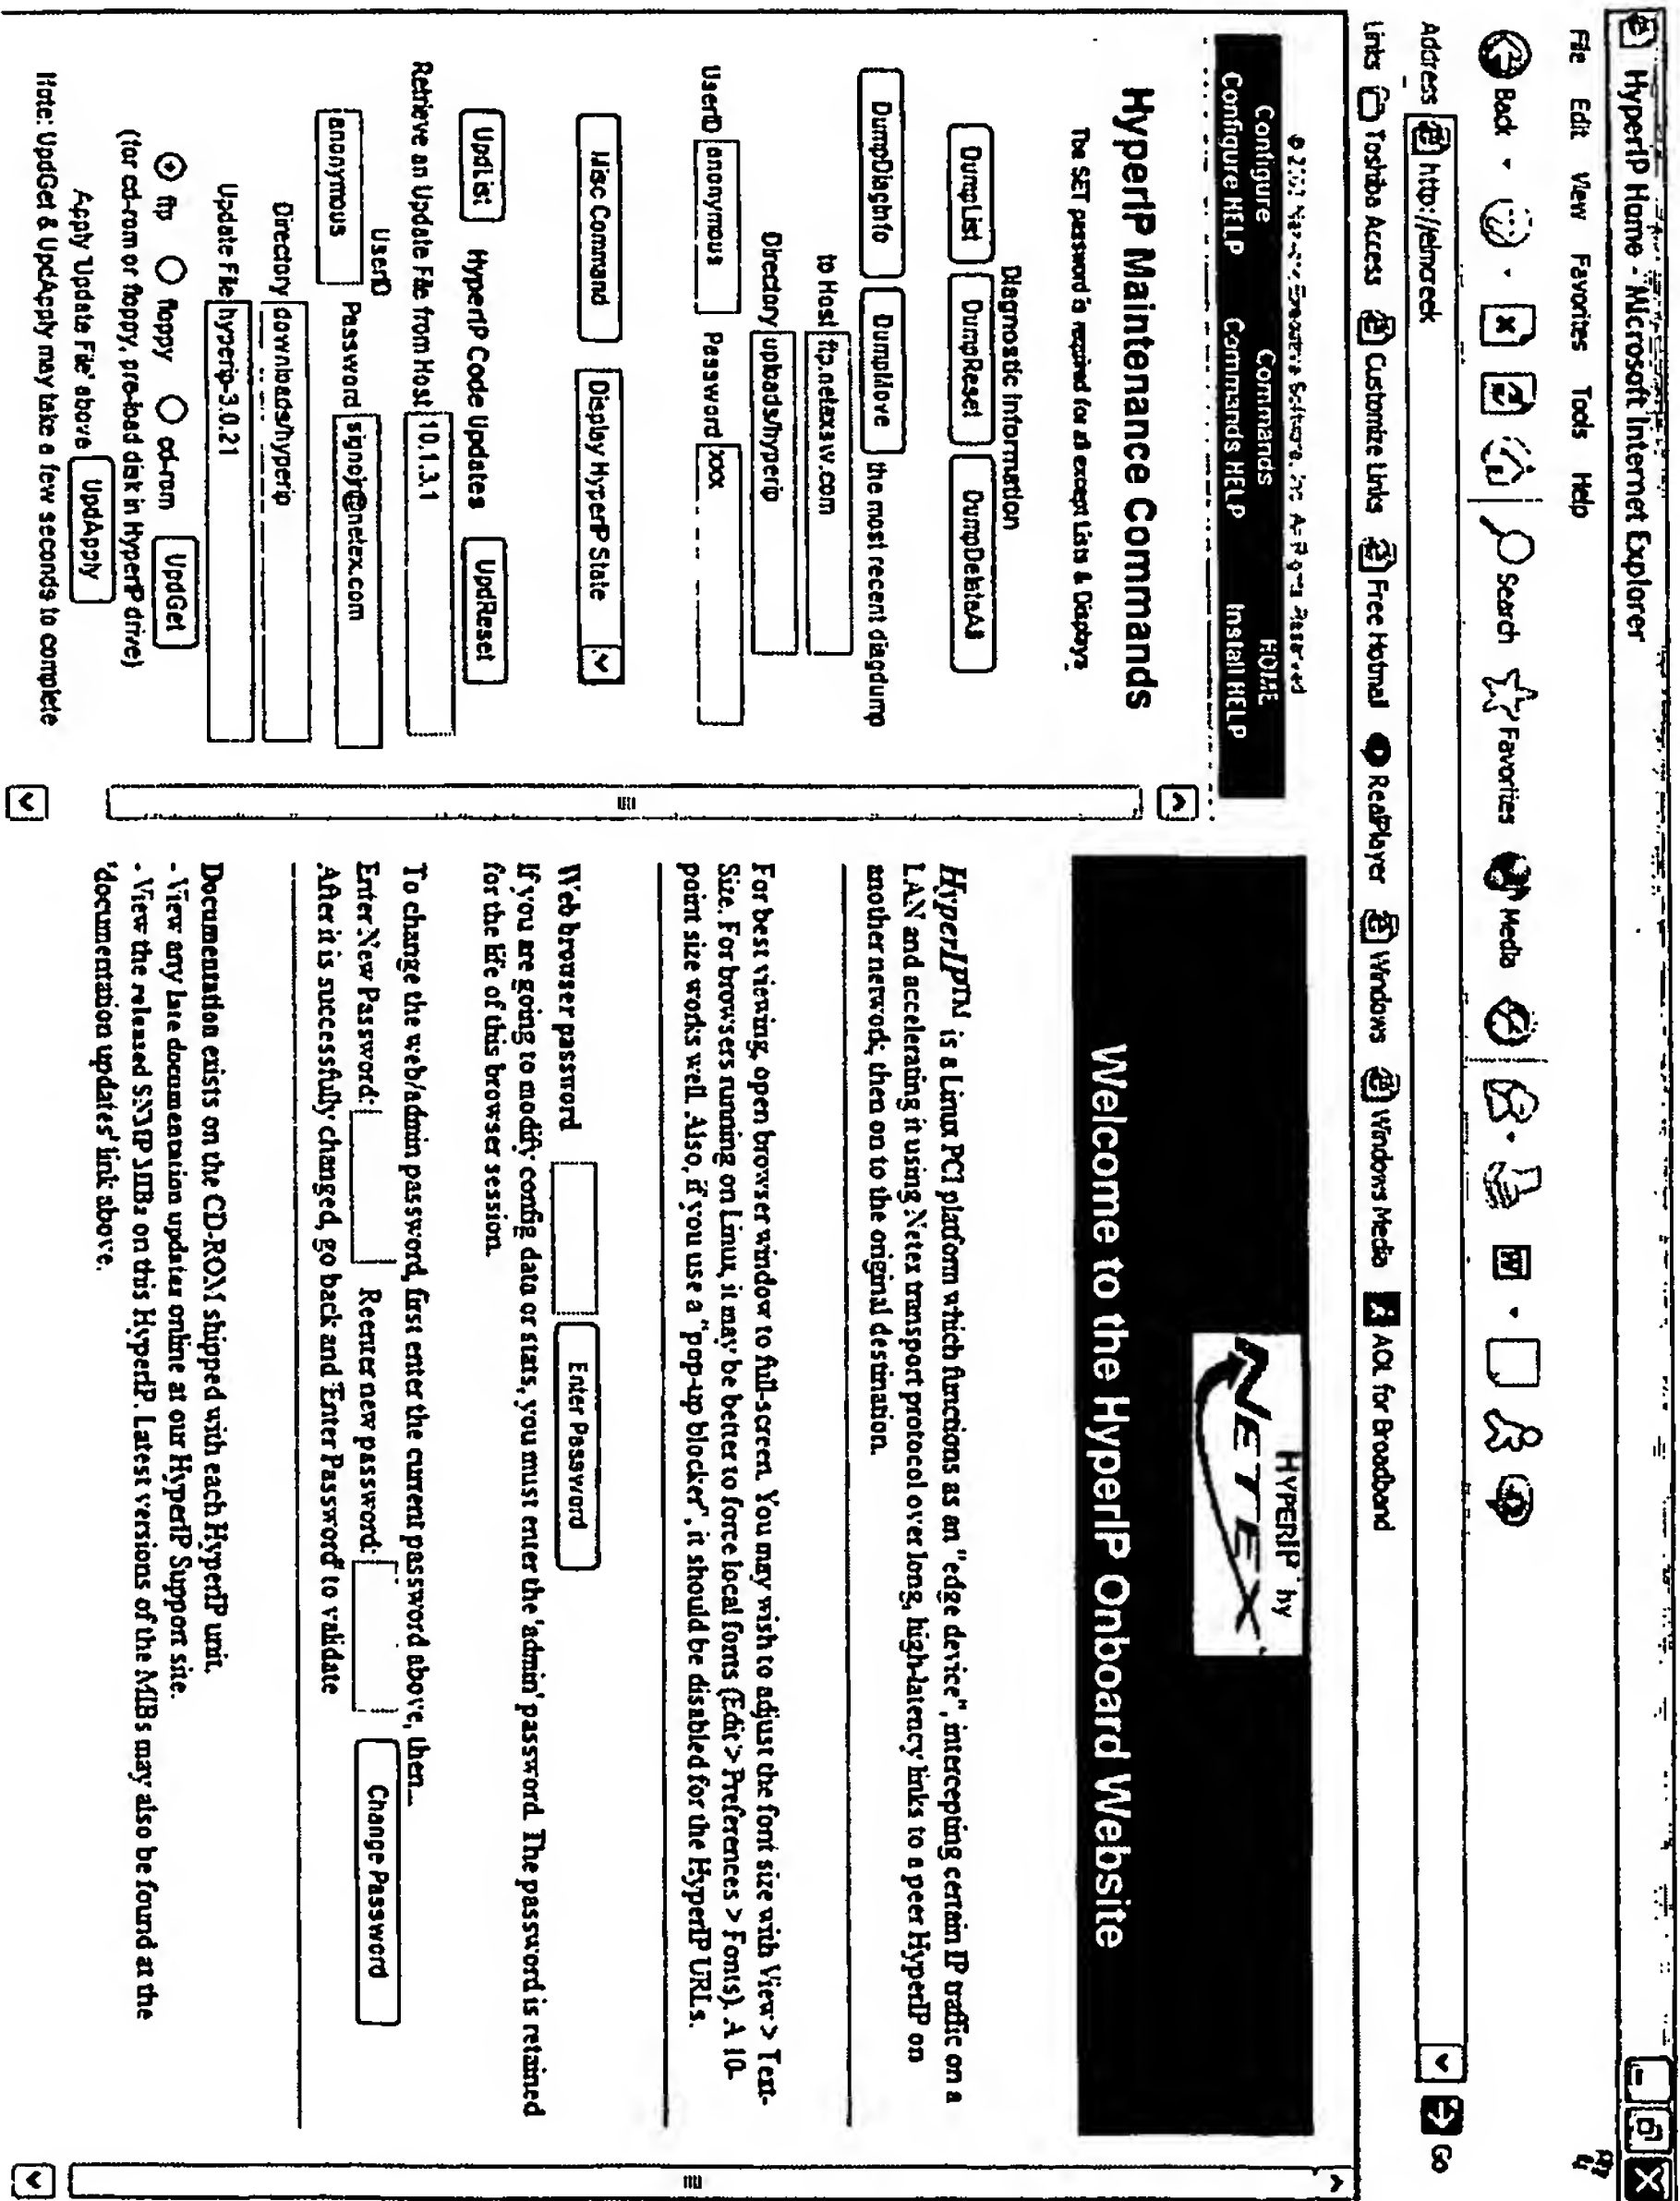 HyperIP Home - Microsoft Internet Explorer
File Edit View Favorites Tools Help
Back Search Favorites Media
Address http://elmcreek Go
Links Toshiba Access Customize Links Free Hotmail RealPlayer Windows Windows Media AOL for Broadband
Reserved
Configure Commands HOME
Configure HELP Commands HELP Install HELP
HyperIP Maintenance Commands
The SET password is required for all except Lists & Displays
Diagnostic Information
DumpList DumpReset DumpDeleteAll
DumpDiagInfo DumpMove the most recent diagdump
to Host ftp.netexsw.com
Directory uploads/hyperip
UserID anonymous Password xxx
Misc Command Display HyperIP State
UpdList HyperIP Code Updates UpdReset
Retrieve an Update File from Host 10.1.3.1
UserID
anonymous Password signojr@netex.com
Directory downloads/hyperip
Update File hyperip-3.0.21
ftp floppy cd-rom UpdGet
(for cd-rom or floppy, pre-load disk in HyperIP drive)
Apply 'Update File' above UpdApply
Note: UpdGet & UpdApply may take a few seconds to complete
HYPERIP by
NETEX
Welcome to the HyperIP Onboard Website
HyperIP™ is a Linux PCI platform which functions as an "edge device", intercepting certain IP traffic on a
LAN and accelerating it using Netex transport protocol over long, high-latency links to a peer HyperIP on
another network, then on to the original destination.
For best viewing, open browser window to full-screen. You may wish to adjust the font size with View > Text-
Size. For browsers running on Linux, it may be better to force local fonts (Edit > Preferences > Fonts). A 10-
point size works well. Also, if you use a "pop-up blocker", it should be disabled for the HyperIP URLs.
Web browser password Enter Password
If you are going to modify config data or stats, you must enter the 'admin' password. The password is retained
for the life of this browser session.
To change the web/admin password, first enter the current password above, then...
Enter New Password: Reenter new password: Change Password
After it is successfully changed, go back and 'Enter Password' to validate
Documentation exists on the CD-ROM shipped with each HyperIP unit.
- View any late documentation updates online at our HyperIP Support site.
- View the released SNMP MIBs on this HyperIP. Latest versions of the MIBs may also be found at the
'documentation updates' link above.